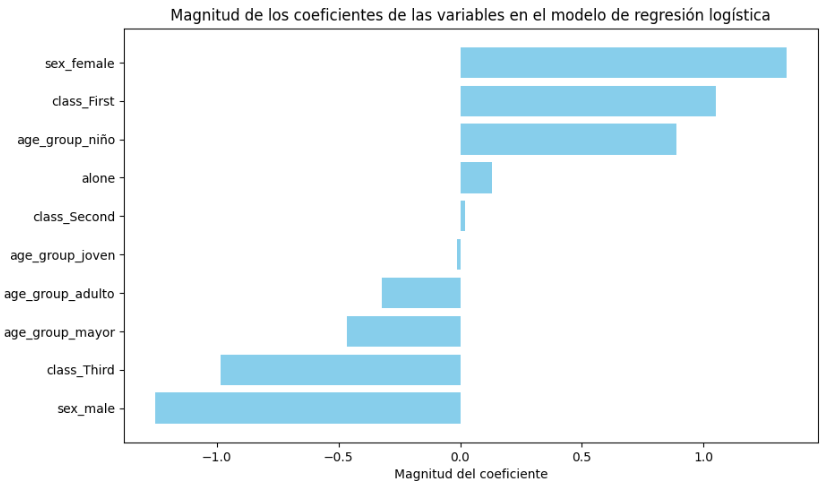 Magnitud de los coeficientes de las variables en el modelo de regresión logística
sex_female
class_First
age_group_niño
alone
class_Second
age_group_joven
age_group_adulto
age_group_mayor
class_Third
sex_male
−1.0 −0.5 0.0 0.5 1.0
Magnitud del coeficiente